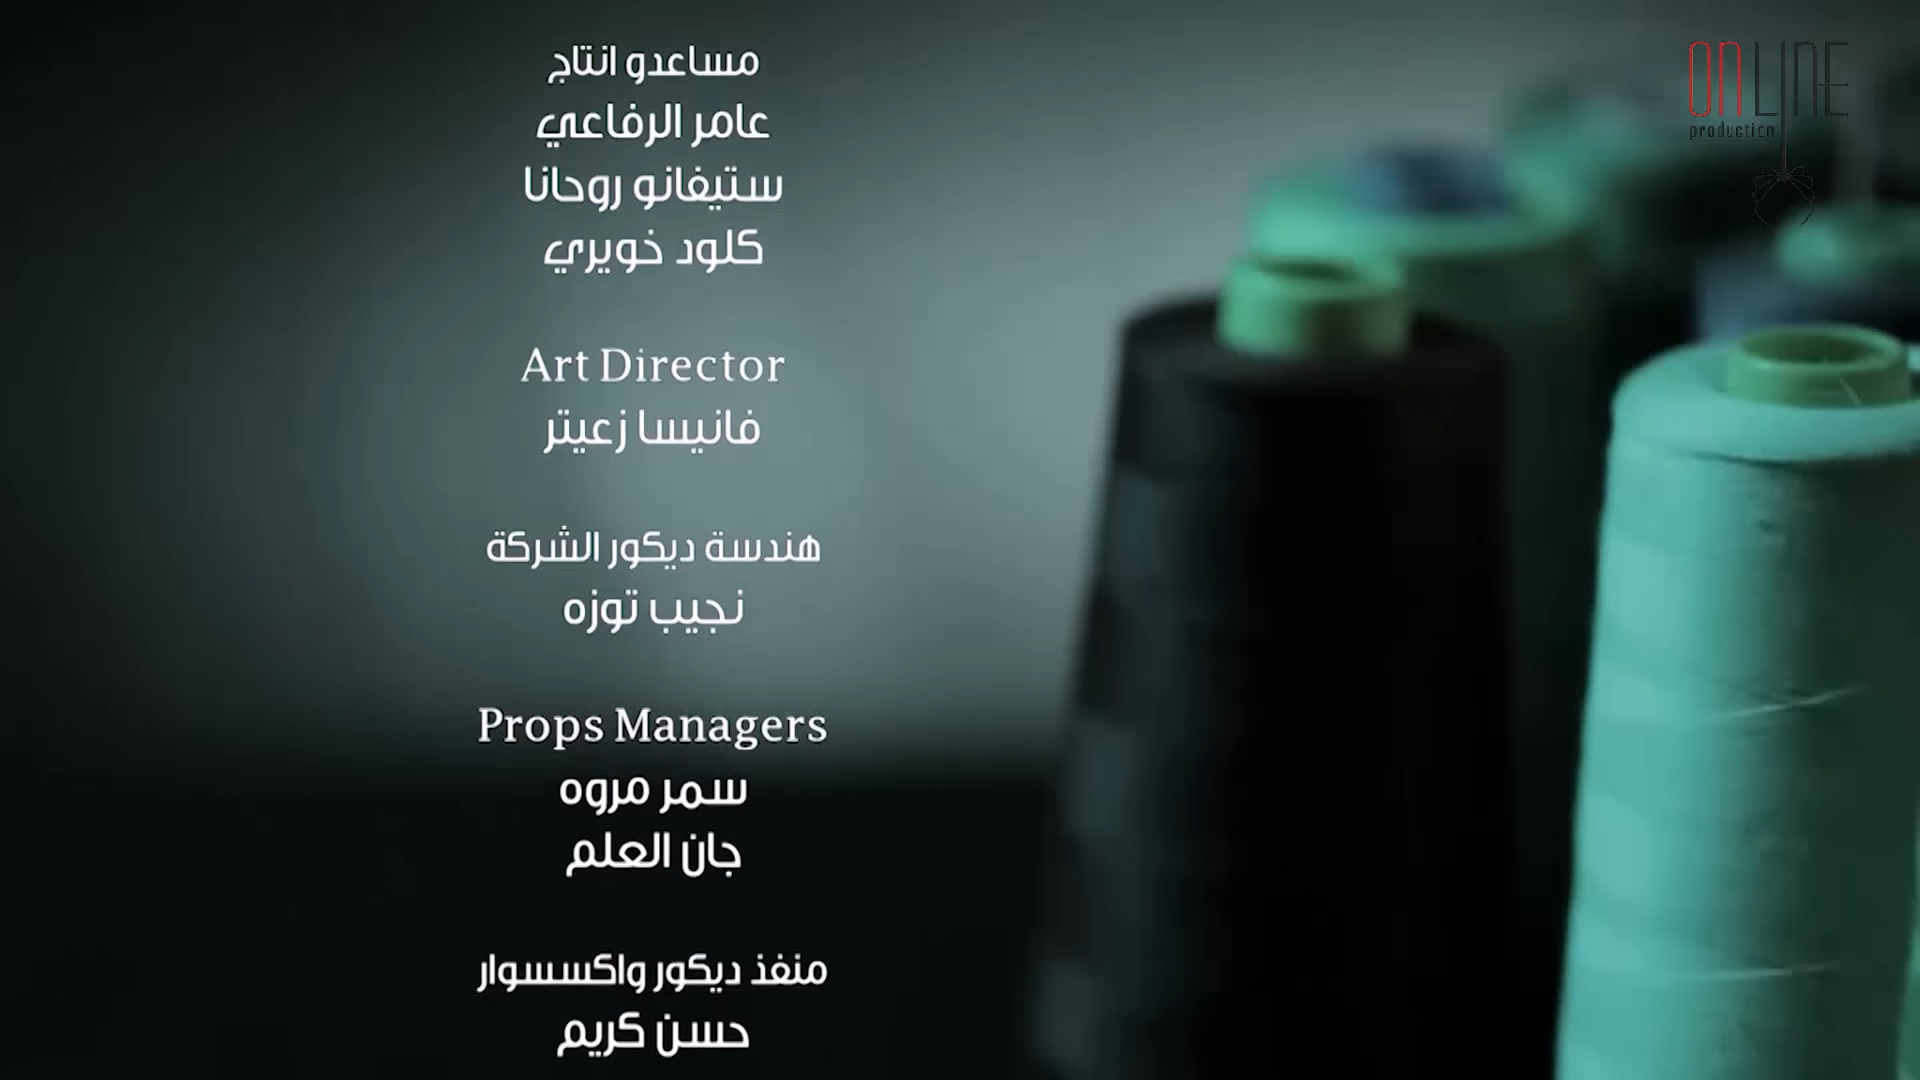 مساعدو انتاج
عامر الرفاعي
ستيفانو روحانا
كلود خويري
Art Director
فانيسا زعيتر
هندسة ديكور الشركة
نجيب توزه
Props Managers
سمر مروه
جان العلم
منفذ ديكور واكسسوار
حسن كريم
ONLINE
production